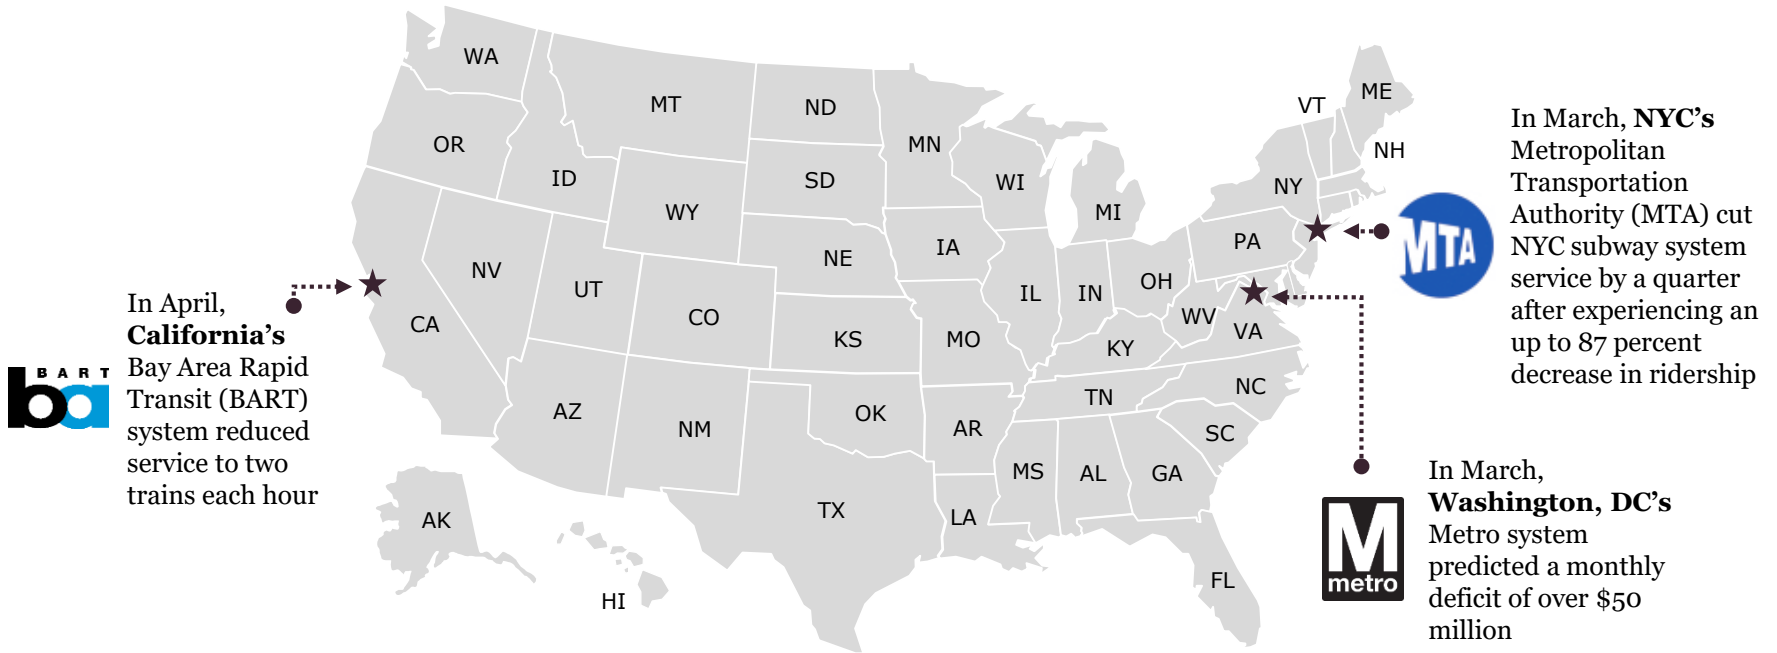 WA
MT
ND
MN
OR
ID
SD
WI
MI
VT
ME
NH
NY
WY
IA
NE
PA
NV
UT
CO
IL
IN
OH
WV
VA
CA
KS
MO
KY
AZ
NM
OK
AR
TN
NC
SC
MS
AL
GA
TX
LA
AK
HI
FL
In April,
California’s
Bay Area Rapid
Transit (BART)
system reduced
service to two
trains each hour
BART
ba
In March, NYC’s
Metropolitan
Transportation
Authority (MTA) cut
NYC subway system
service by a quarter
after experiencing an
up to 87 percent
decrease in ridership
MTA
In March,
Washington, DC’s
Metro system
predicted a monthly
deficit of over $50
million
M
metro